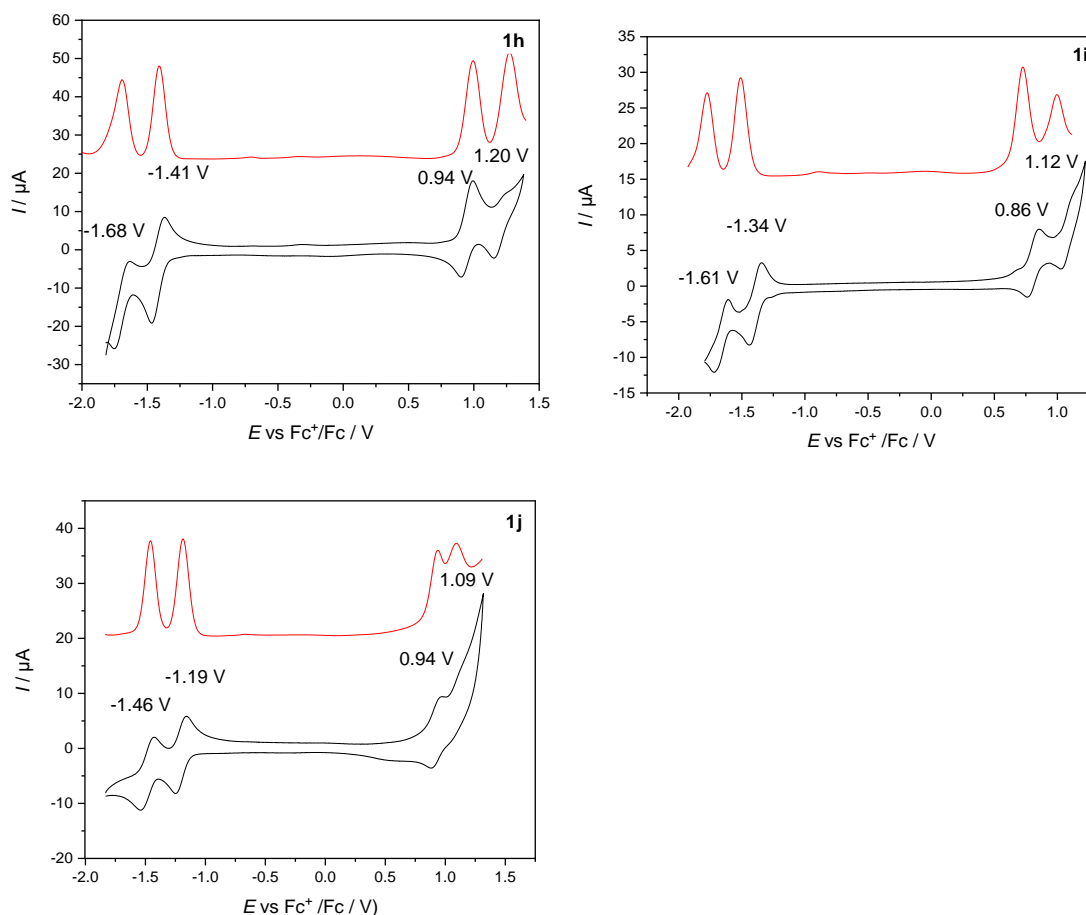 1h
60
50
40
30
20
10
0
-10
-20
-30
I / µA
-1.68 V
-1.41 V
0.94 V
1.20 V
-2.0 -1.5 -1.0 -0.5 0.0 0.5 1.0 1.5
E vs Fc⁺/Fc / V
1i
35
30
25
20
15
10
5
0
-5
-10
-15
I / µA
-1.61 V
-1.34 V
0.86 V
1.12 V
-2.0 -1.5 -1.0 -0.5 0.0 0.5 1.0
E vs Fc⁺ /Fc / V
1j
40
30
20
10
0
-10
-20
I / µA
-1.46 V
-1.19 V
0.94 V
1.09 V
-2.0 -1.5 -1.0 -0.5 0.0 0.5 1.0 1.5
E vs Fc⁺ /Fc / V)